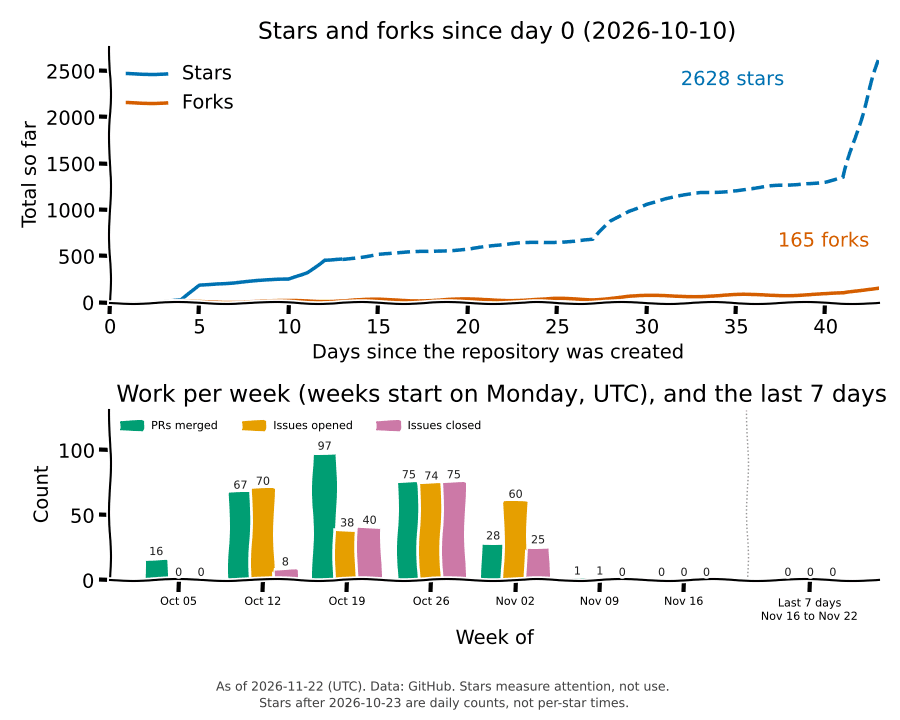 Stars and forks since day 0 (2026-10-10)
Total so far
2500
2000
1500
1000
500
0
Stars
Forks
2628 stars
165 forks
0 5 10 15 20 25 30 35 40
Days since the repository was created
Work per week (weeks start on Monday, UTC), and the last 7 days
Count
100
50
0
PRs merged Issues opened Issues closed
16 0 0
67 70 8
97 38 40
75 74 75
28 60 25
1 1 0
0 0 0
0 0 0
Oct 05 Oct 12 Oct 19 Oct 26 Nov 02 Nov 09 Nov 16 Last 7 days
Nov 16 to Nov 22
Week of
As of 2026-11-22 (UTC). Data: GitHub. Stars measure attention, not use.
Stars after 2026-10-23 are daily counts, not per-star times.